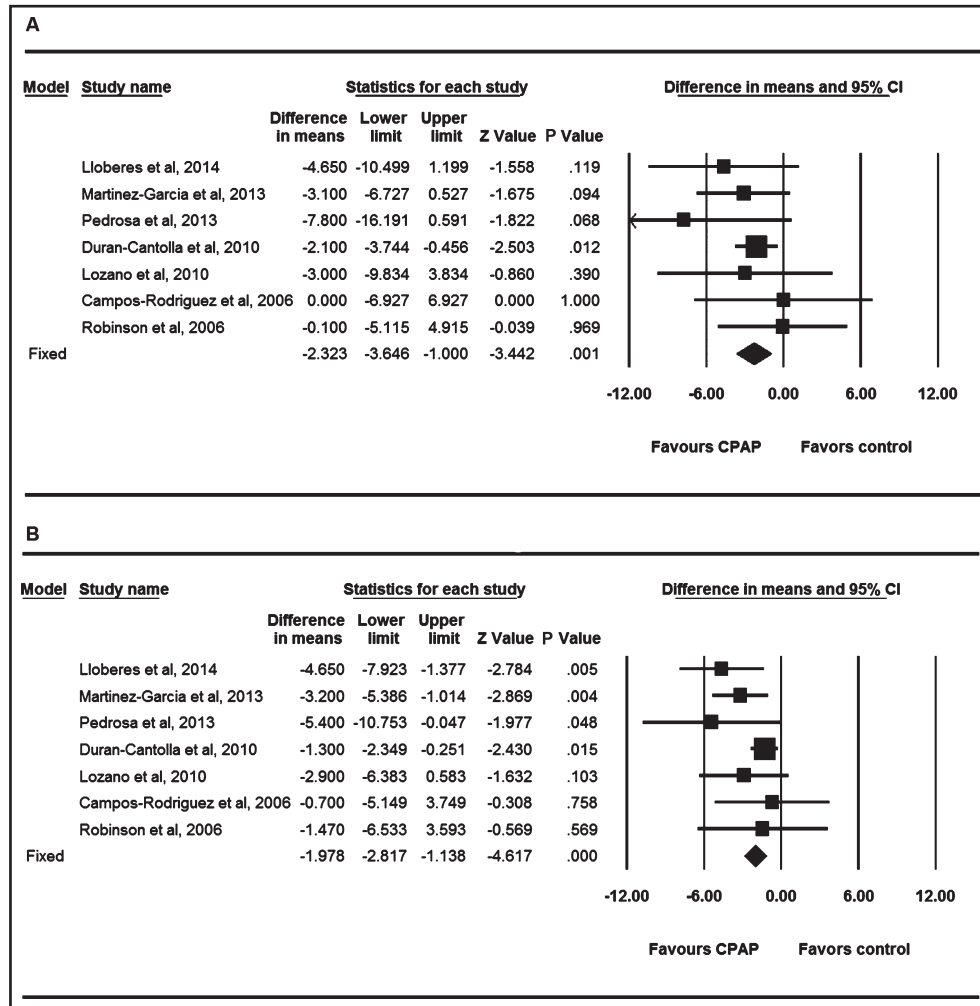 A
Model Study name Statistics for each study Difference in means and 95% CI
Difference Lower Upper
in means limit limit Z Value P Value
Lloberes et al, 2014 -4.650 -10.499 1.199 -1.558 .119
Martinez-Garcia et al, 2013 -3.100 -6.727 0.527 -1.675 .094
Pedrosa et al, 2013 -7.800 -16.191 0.591 -1.822 .068
Duran-Cantolla et al, 2010 -2.100 -3.744 -0.456 -2.503 .012
Lozano et al, 2010 -3.000 -9.834 3.834 -0.860 .390
Campos-Rodriguez et al, 2006 0.000 -6.927 6.927 0.000 1.000
Robinson et al, 2006 -0.100 -5.115 4.915 -0.039 .969
Fixed -2.323 -3.646 -1.000 -3.442 .001
-12.00 -6.00 0.00 6.00 12.00
Favours CPAP Favors control
B
Model Study name Statistics for each study Difference in means and 95% CI
Difference Lower Upper
in means limit limit Z Value P Value
Lloberes et al, 2014 -4.650 -7.923 -1.377 -2.784 .005
Martinez-Garcia et al, 2013 -3.200 -5.386 -1.014 -2.869 .004
Pedrosa et al, 2013 -5.400 -10.753 -0.047 -1.977 .048
Duran-Cantolla et al, 2010 -1.300 -2.349 -0.251 -2.430 .015
Lozano et al, 2010 -2.900 -6.383 0.583 -1.632 .103
Campos-Rodriguez et al, 2006 -0.700 -5.149 3.749 -0.308 .758
Robinson et al, 2006 -1.470 -6.533 3.593 -0.569 .569
Fixed -1.978 -2.817 -1.138 -4.617 .000
-12.00 -6.00 0.00 6.00 12.00
Favours CPAP Favors control